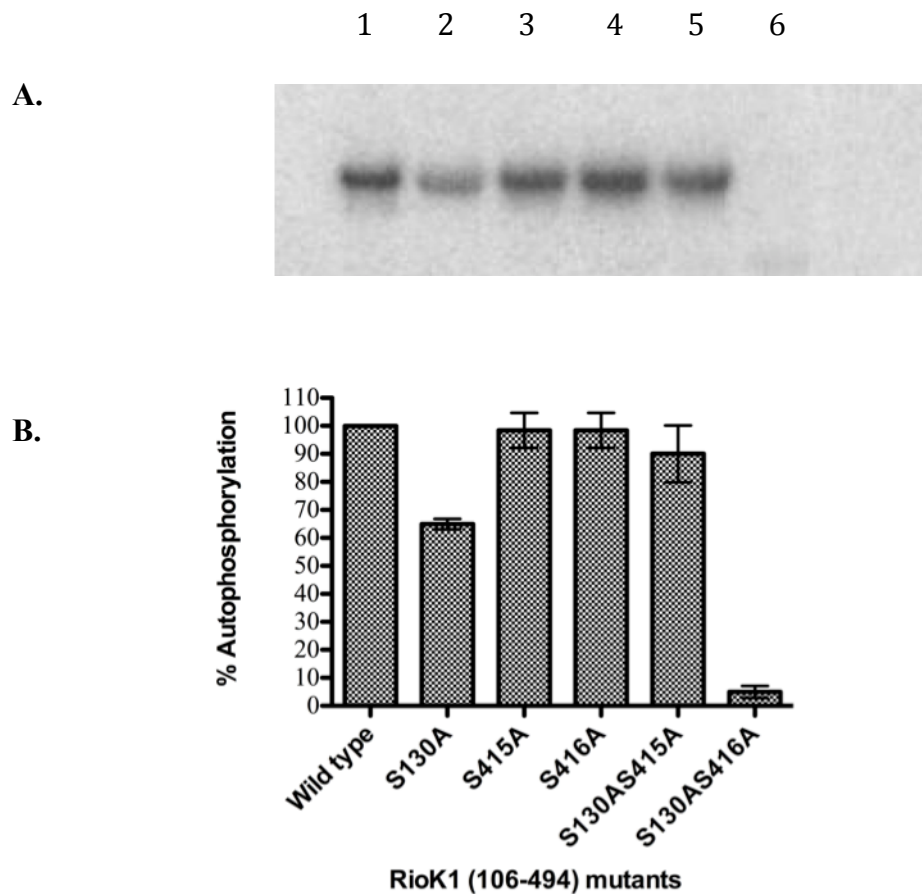 1 2 3 4 5 6
A.
B.
% Autophosphorylation
110
100
90
80
70
60
50
40
30
20
10
0
Wild type
S130A
S415A
S416A
S130AS415A
S130AS416A
RioK1 (106-494) mutants